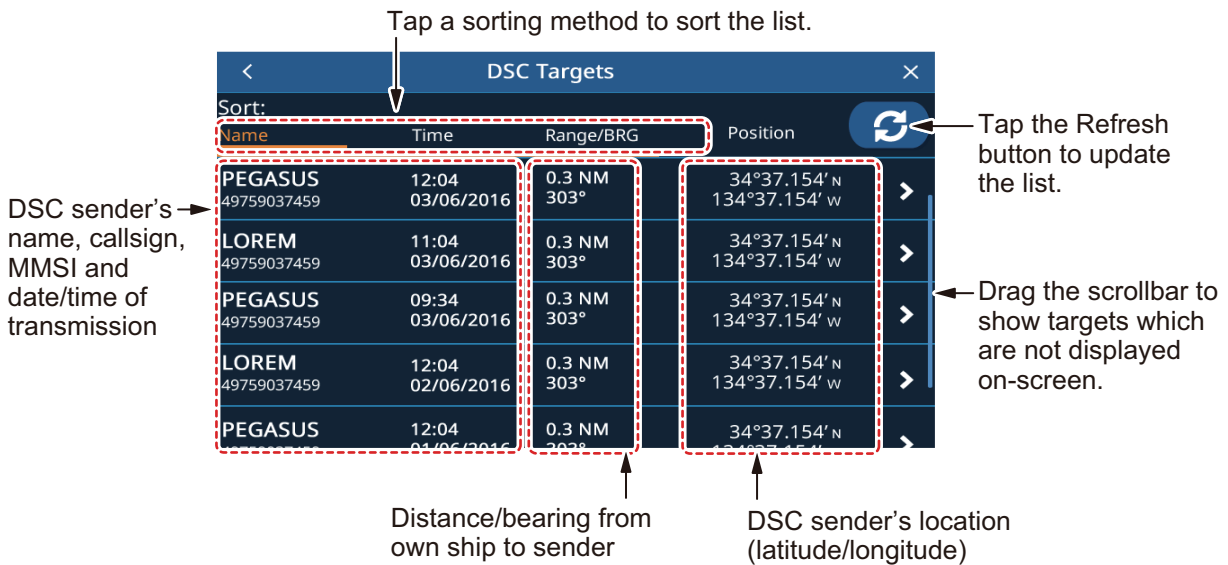 Tap a sorting method to sort the list.
DSC Targets
Sort:
Name Time Range/BRG Position
PEGASUS 12:04 0.3 NM 34°37.154′ N
49759037459 03/06/2016 303° 134°37.154′ W
LOREM 11:04 0.3 NM 34°37.154′ N
49759037459 03/06/2016 303° 134°37.154′ W
PEGASUS 09:34 0.3 NM 34°37.154′ N
49759037459 03/06/2016 303° 134°37.154′ W
LOREM 12:04 0.3 NM 34°37.154′ N
49759037459 02/06/2016 303° 134°37.154′ W
PEGASUS 12:04 0.3 NM 34°37.154′ N
DSC sender's
name, callsign,
MMSI and
date/time of
transmission
Tap the Refresh
button to update
the list.
Drag the scrollbar to
show targets which
are not displayed
on-screen.
Distance/bearing from
own ship to sender
DSC sender's location
(latitude/longitude)